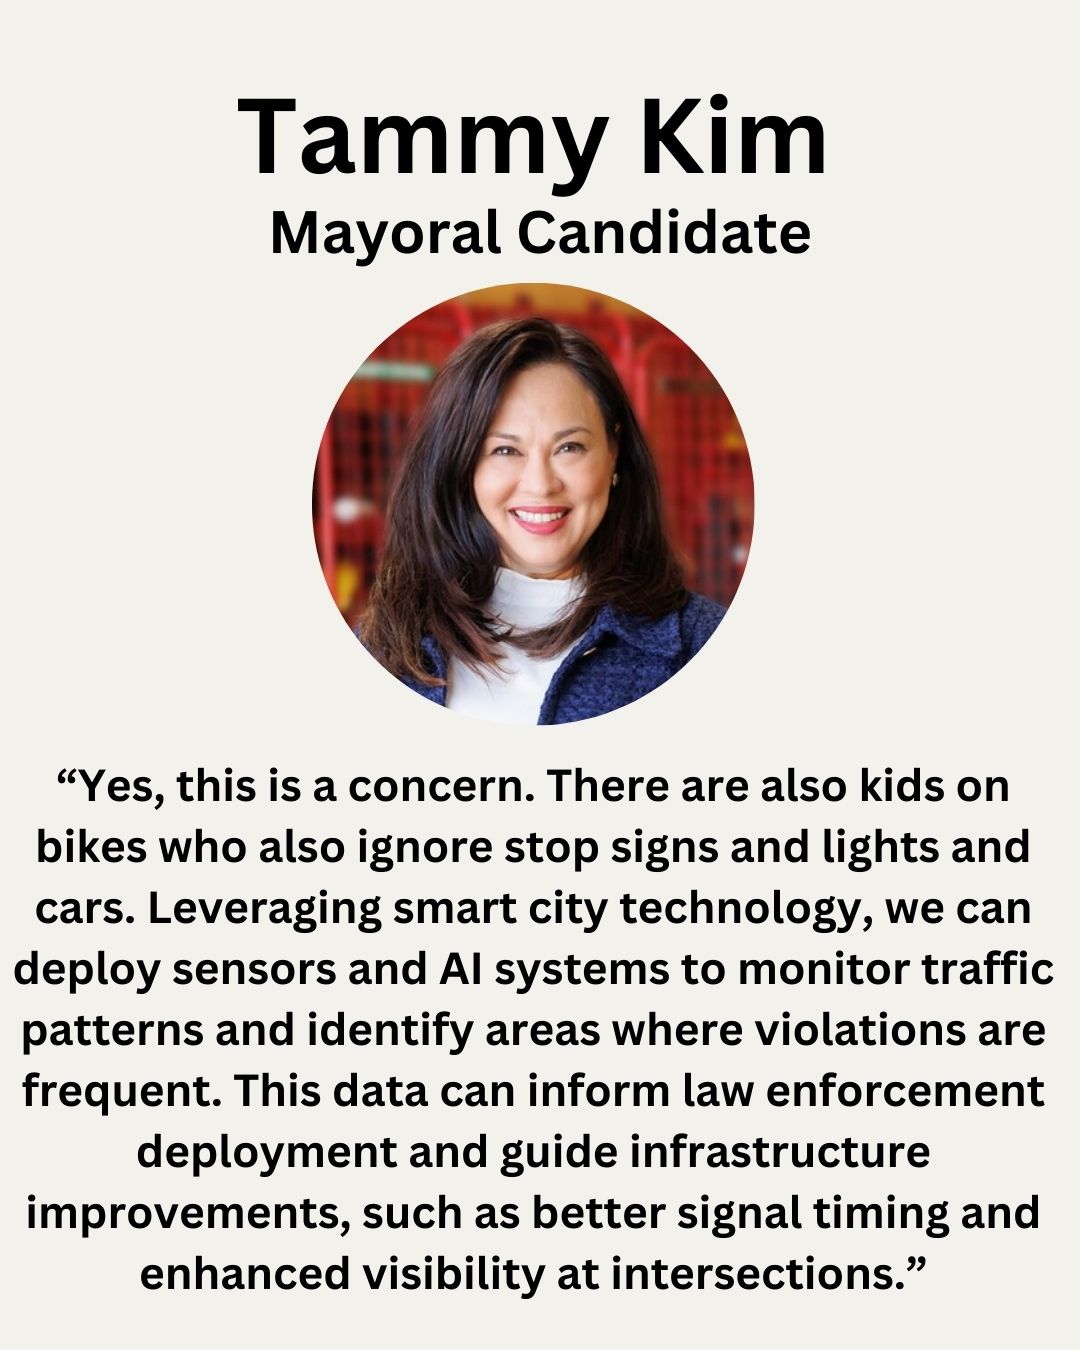 Tammy Kim
Mayoral Candidate
“Yes, this is a concern. There are also kids on
bikes who also ignore stop signs and lights and
cars. Leveraging smart city technology, we can
deploy sensors and AI systems to monitor traffic
patterns and identify areas where violations are
frequent. This data can inform law enforcement
deployment and guide infrastructure
improvements, such as better signal timing and
enhanced visibility at intersections.”